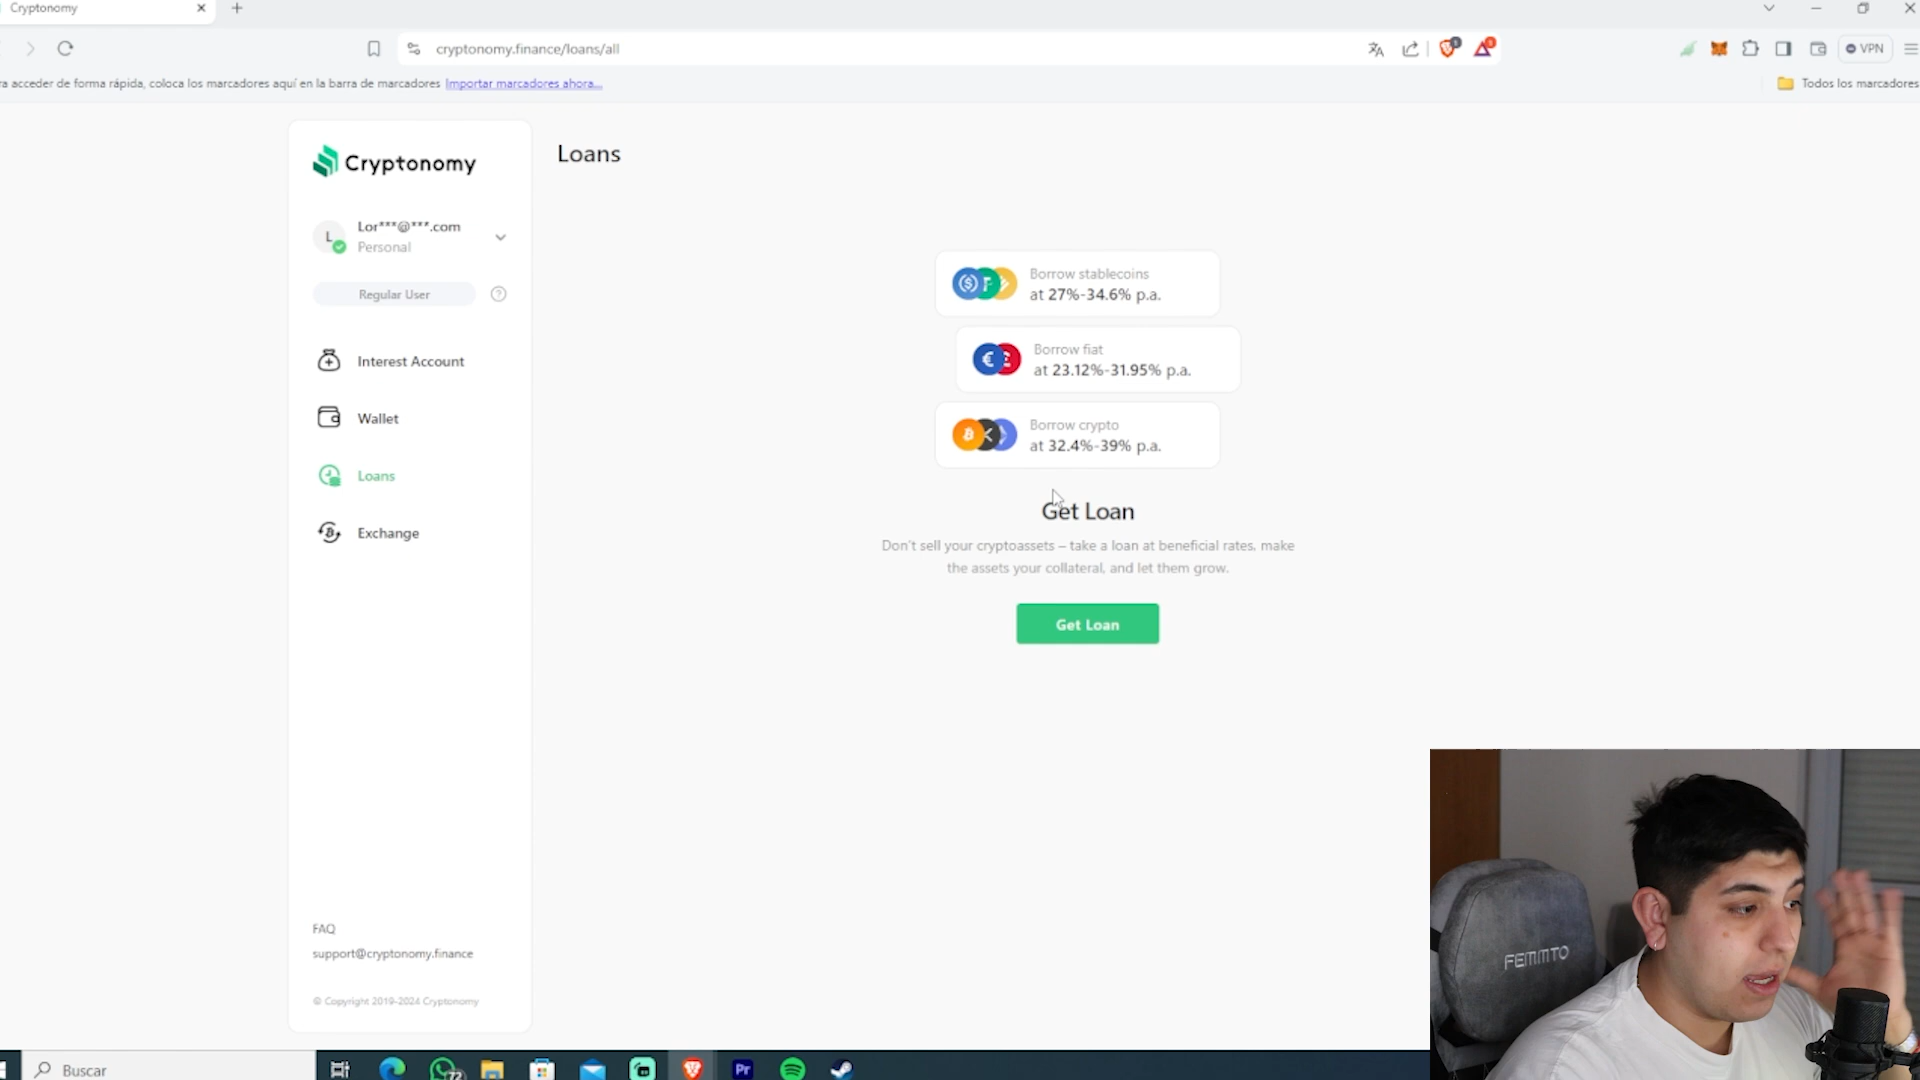 Cryptonomy
cryptonomy.finance/loans/all
VPN
ra acceder de forma rápida, coloca los marcadores aquí en la barra de marcadores Importar marcadores ahora...
Todos los marcadores
Cryptonomy
Lor***@***.com
Personal
L
Regular User
Interest Account
Wallet
Loans
Exchange
FAQ
support@cryptonomy.finance
© Copyright 2019-2024 Cryptonomy
Loans
Borrow stablecoins
at 27%-34.6% p.a.
Borrow fiat
at 23.12%-31.95% p.a.
Borrow crypto
at 32.4%-39% p.a.
Get Loan
Don't sell your cryptoassets – take a loan at beneficial rates, make
the assets your collateral, and let them grow.
Get Loan
FEMMTO
Buscar
72
Pr